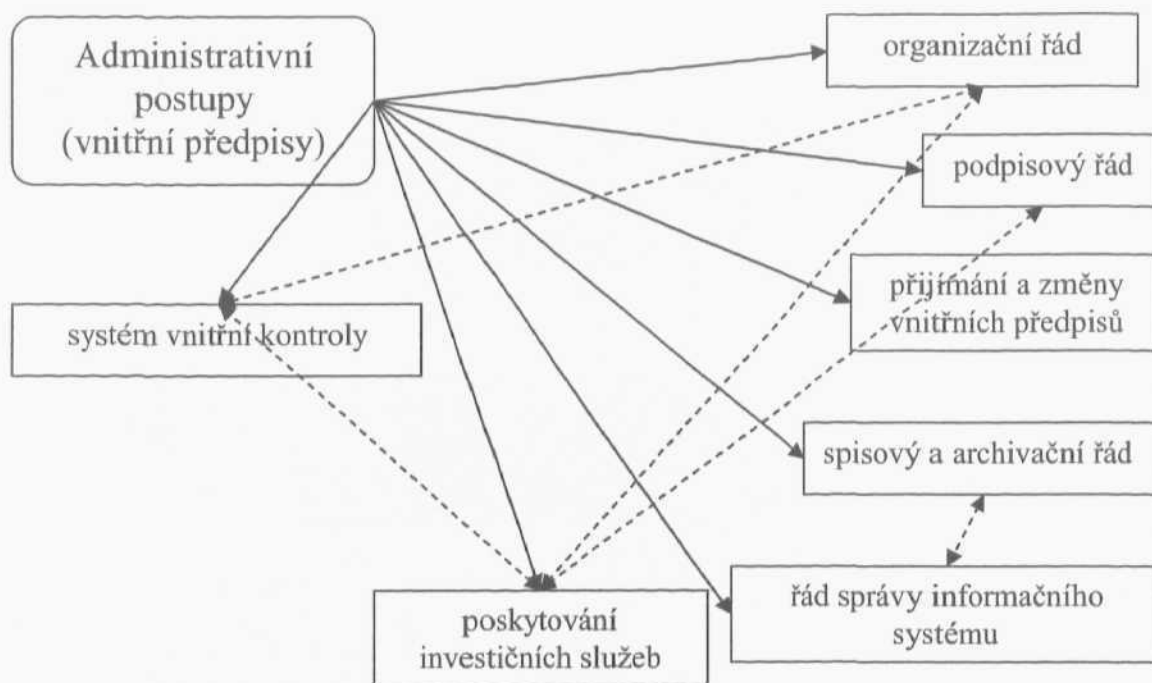 Administrativní
postupy
(vnitřní předpisy)
organizační řád
podpisový řád
přijímání a změny
vnitřních předpisů
systém vnitřní kontroly
spisový a archivační řád
řád správy informačního
systému
poskytování
investičních služeb